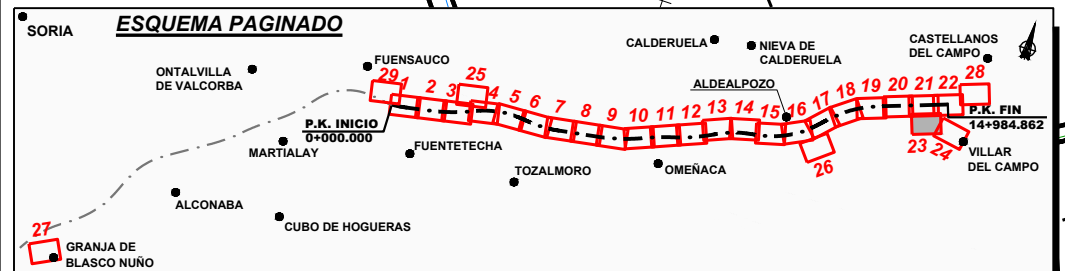 ESQUEMA PAGINADO
SORIA
ONTALVILLA
DE VALCORBA
FUENSAUCO
CALDERUELA
NIEVA DE
CALDERUELA
CASTELLANOS
DEL CAMPO
ALDEALPOZO
29 1 2 3 25 4 5 6 7 8 9 10 11 12 13 14 15 16 17 18 19 20 21 22 28
P.K. INICIO
0+000.000
P.K. FIN
14+984.862
MARTIALAY
FUENTETECHA
TOZALMORO
OMEÑACA
26
23
24
VILLAR
DEL CAMPO
ALCONABA
CUBO DE HOGUERAS
27
GRANJA DE
BLASCO NUÑO